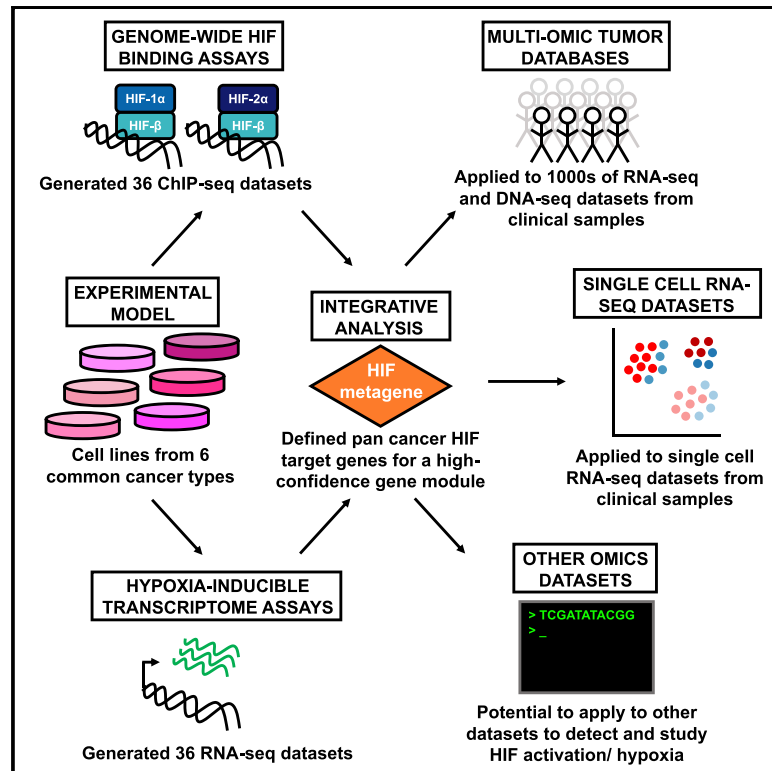 GENOME-WIDE HIF
BINDING ASSAYS
HIF-1α
HIF-β
HIF-2α
HIF-β
Generated 36 ChIP-seq datasets
MULTI-OMIC TUMOR
DATABASES
Applied to 1000s of RNA-seq
and DNA-seq datasets from
clinical samples
EXPERIMENTAL
MODEL
Cell lines from 6
common cancer types
INTEGRATIVE
ANALYSIS
HIF
metagene
Defined pan cancer HIF
target genes for a high-
confidence gene module
SINGLE CELL RNA-
SEQ DATASETS
Applied to single cell
RNA-seq datasets from
clinical samples
HYPOXIA-INDUCIBLE
TRANSCRIPTOME ASSAYS
Generated 36 RNA-seq datasets
OTHER OMICS
DATASETS
> TCGATATACGG
> _
Potential to apply to other
datasets to detect and study
HIF activation/ hypoxia